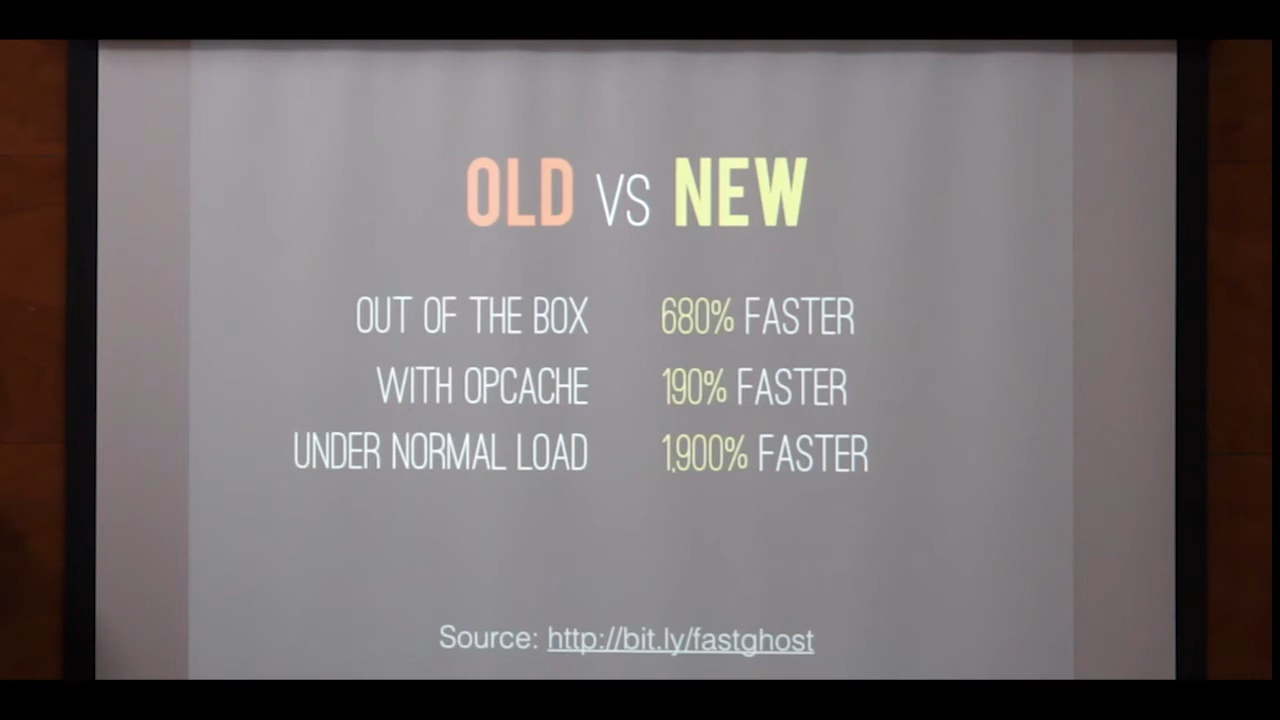 OLD VS NEW
OUT OF THE BOX 680% FASTER
WITH OPCACHE 190% FASTER
UNDER NORMAL LOAD 1,900% FASTER
Source: http://bit.ly/fastghost